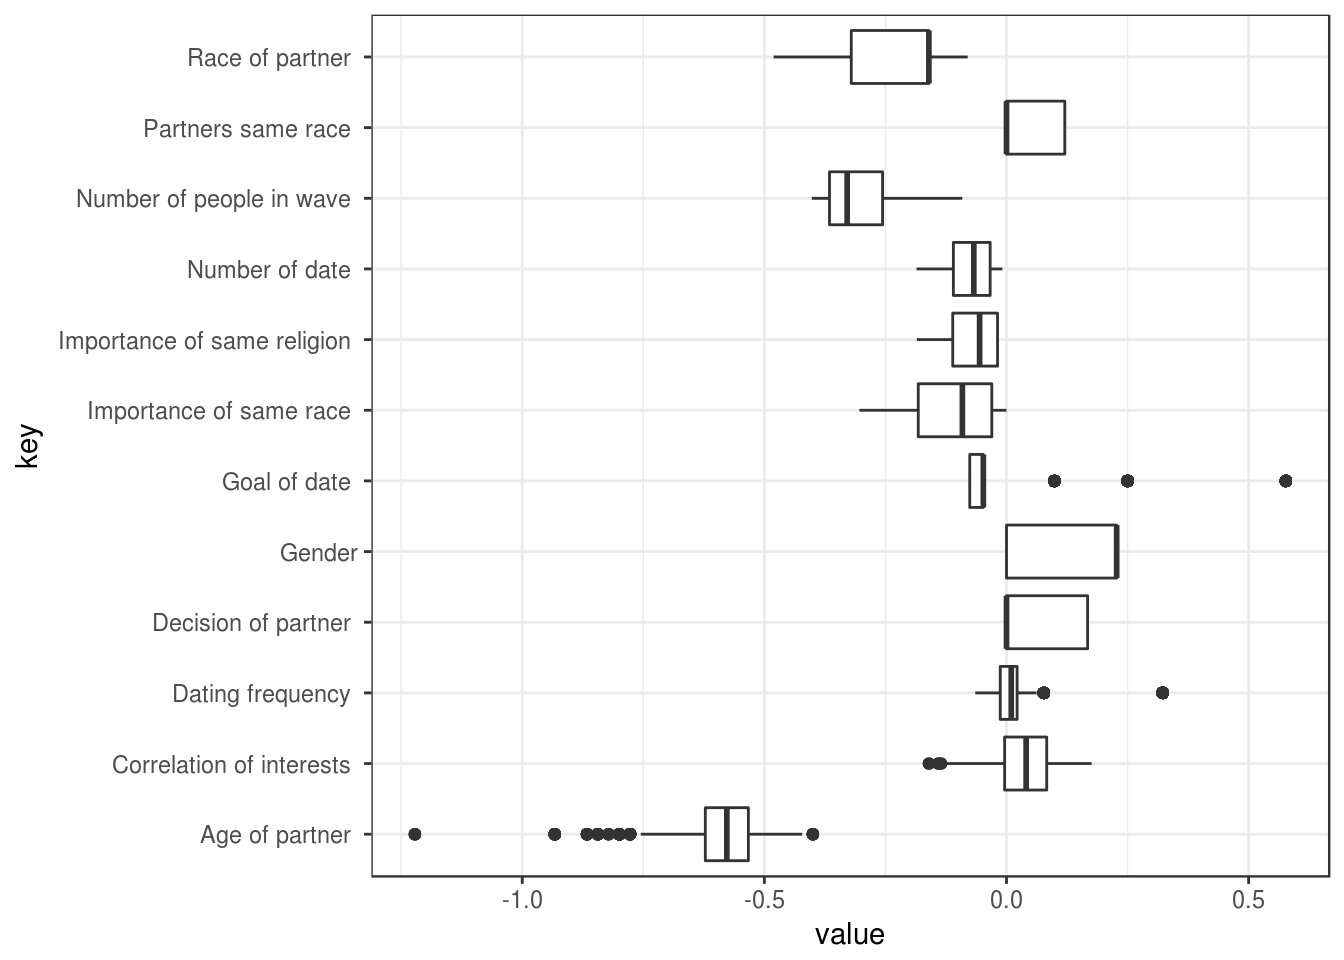 Race of partner
Partners same race
Number of people in wave
Number of date
Importance of same religion
Importance of same race
Goal of date
Gender
Decision of partner
Dating frequency
Correlation of interests
Age of partner
key
-1.0 -0.5 0.0 0.5
value